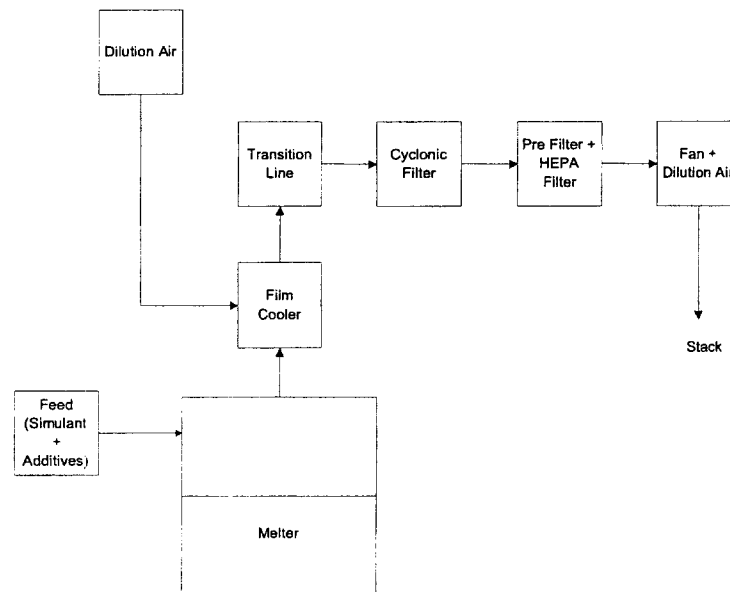 Dilution Air
Transition
Line
Cyclonic
Filter
Pre Filter +
HEPA
Filter
Fan +
Dilution Air
Film
Cooler
Stack
Feed
(Simulant
+
Additives)
Melter